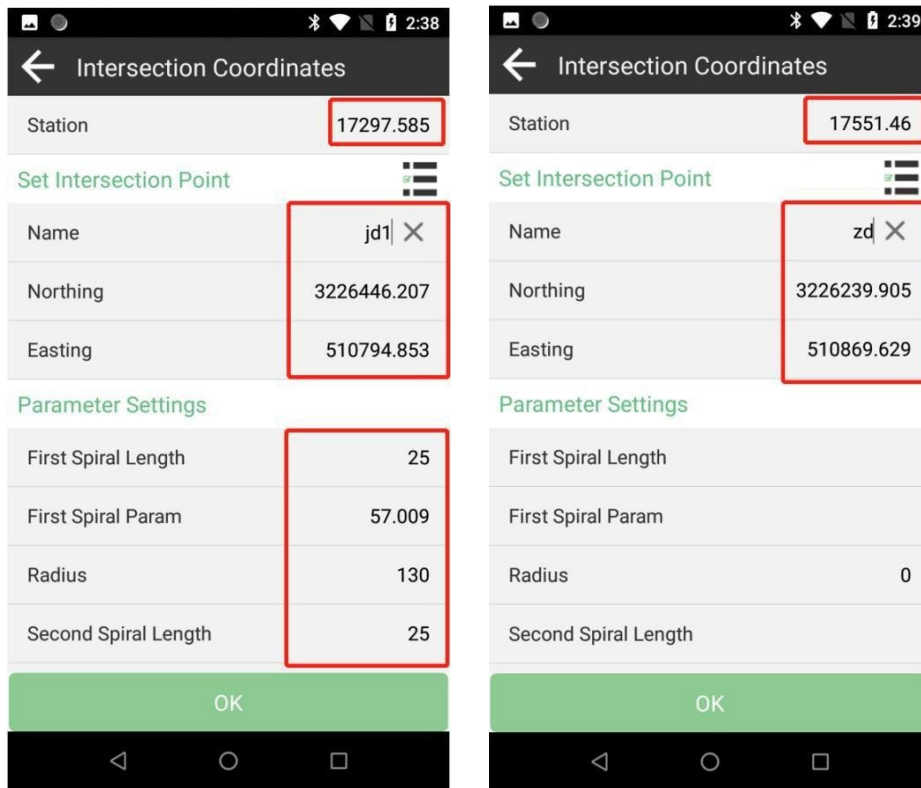 2:38
Intersection Coordinates
Station 17297.585
Set Intersection Point
Name jd1
Northing 3226446.207
Easting 510794.853
Parameter Settings
First Spiral Length 25
First Spiral Param 57.009
Radius 130
Second Spiral Length 25
OK
2:39
Intersection Coordinates
Station 17551.46
Set Intersection Point
Name zd
Northing 3226239.905
Easting 510869.629
Parameter Settings
First Spiral Length
First Spiral Param
Radius 0
Second Spiral Length
OK